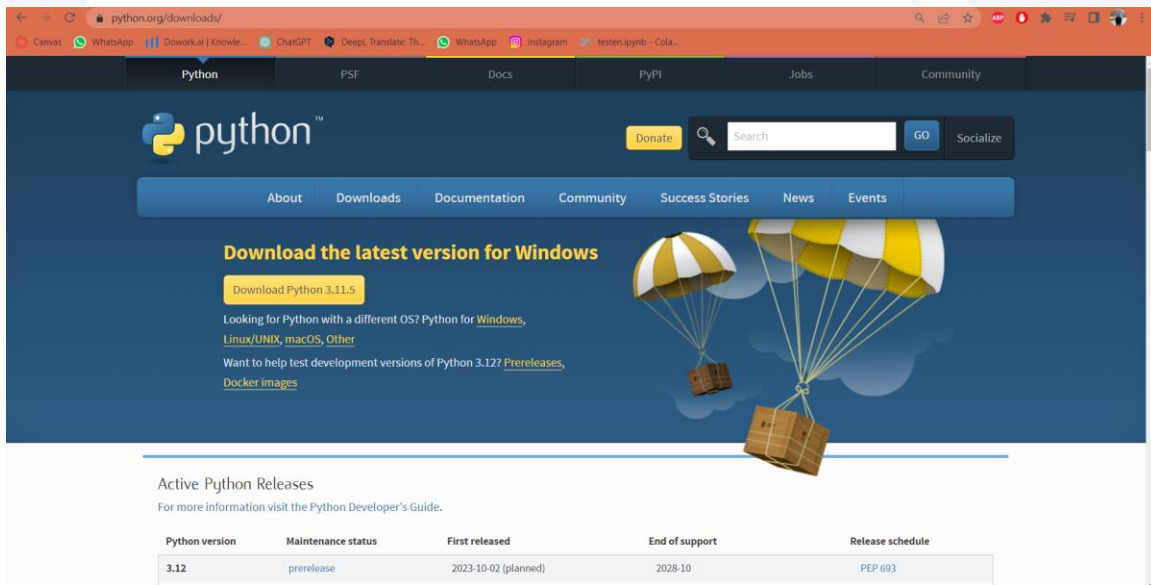 python.org/downloads/
Canvas WhatsApp Dowork.ai | Knowle... ChatGPT DeepL Translate: Th... WhatsApp Instagram testen.ipynb - Cola...
Python PSF Docs PyPI Jobs Community
python™
Donate Search GO Socialize
About Downloads Documentation Community Success Stories News Events
Download the latest version for Windows
Download Python 3.11.5
Looking for Python with a different OS? Python for Windows,
Linux/UNIX, macOS, Other
Want to help test development versions of Python 3.12? Prereleases,
Docker images
Active Python Releases
For more information visit the Python Developer's Guide.
Python version Maintenance status First released End of support Release schedule
3.12 prerelease 2023-10-02 (planned) 2028-10 PEP 693